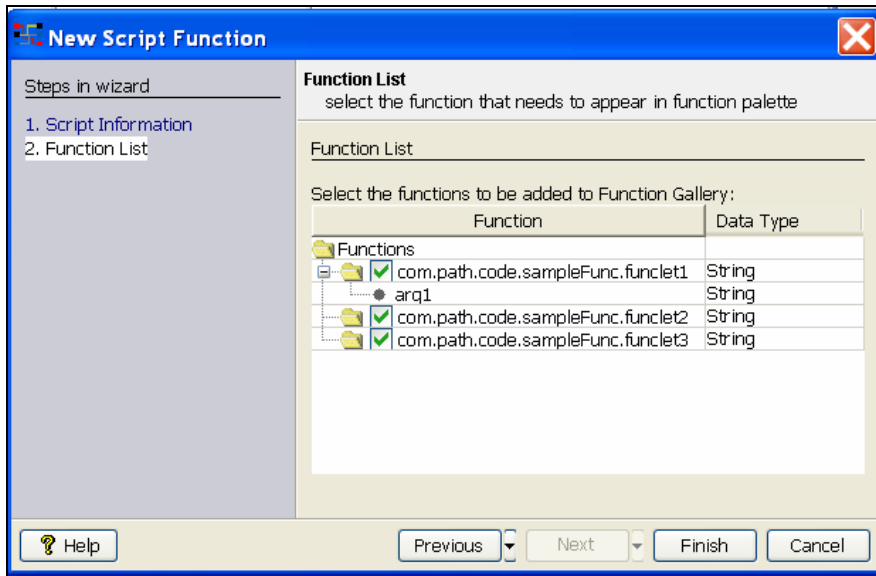 New Script Function
Steps in wizard
1. Script Information
2. Function List
Function List
select the function that needs to appear in function palette
Function List
Select the functions to be added to Function Gallery:
Function Data Type
Functions
com.path.code.sampleFunc.funclet1 String
arg1 String
com.path.code.sampleFunc.funclet2 String
com.path.code.sampleFunc.funclet3 String
? Help Previous Next Finish Cancel